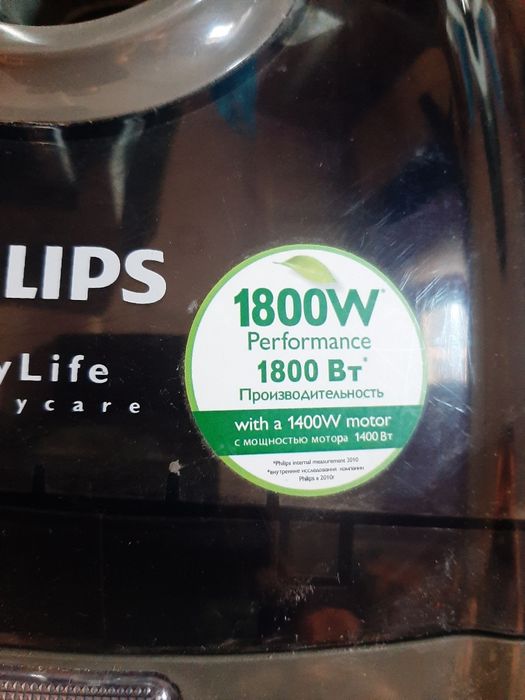 LIPS
yLife
ycare
1800W*
Performance
1800 Вт*
Производительность
with a 1400W motor
с мощностью мотора 1400 Вт
*Philips internal measurement 2010
*внутренние исследования компании
Philips в 2010г